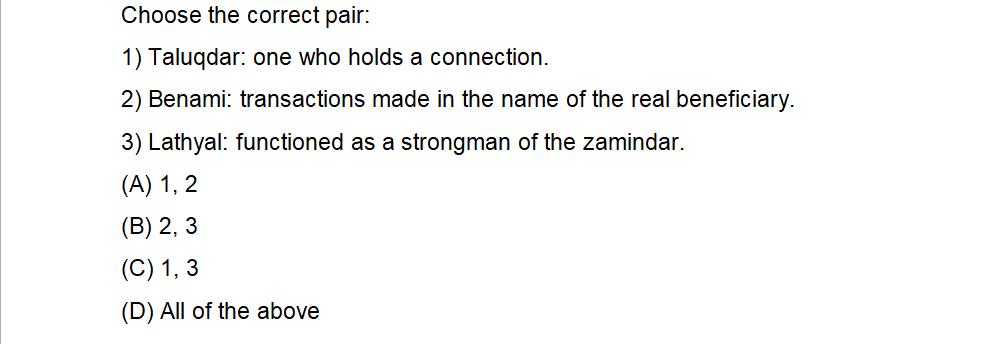 Choose the correct pair:
1) Taluqdar: one who holds a connection.
2) Benami: transactions made in the name of the real beneficiary.
3) Lathyal: functioned as a strongman of the zamindar.
(A) 1, 2
(B) 2, 3
(C) 1, 3
(D) All of the above